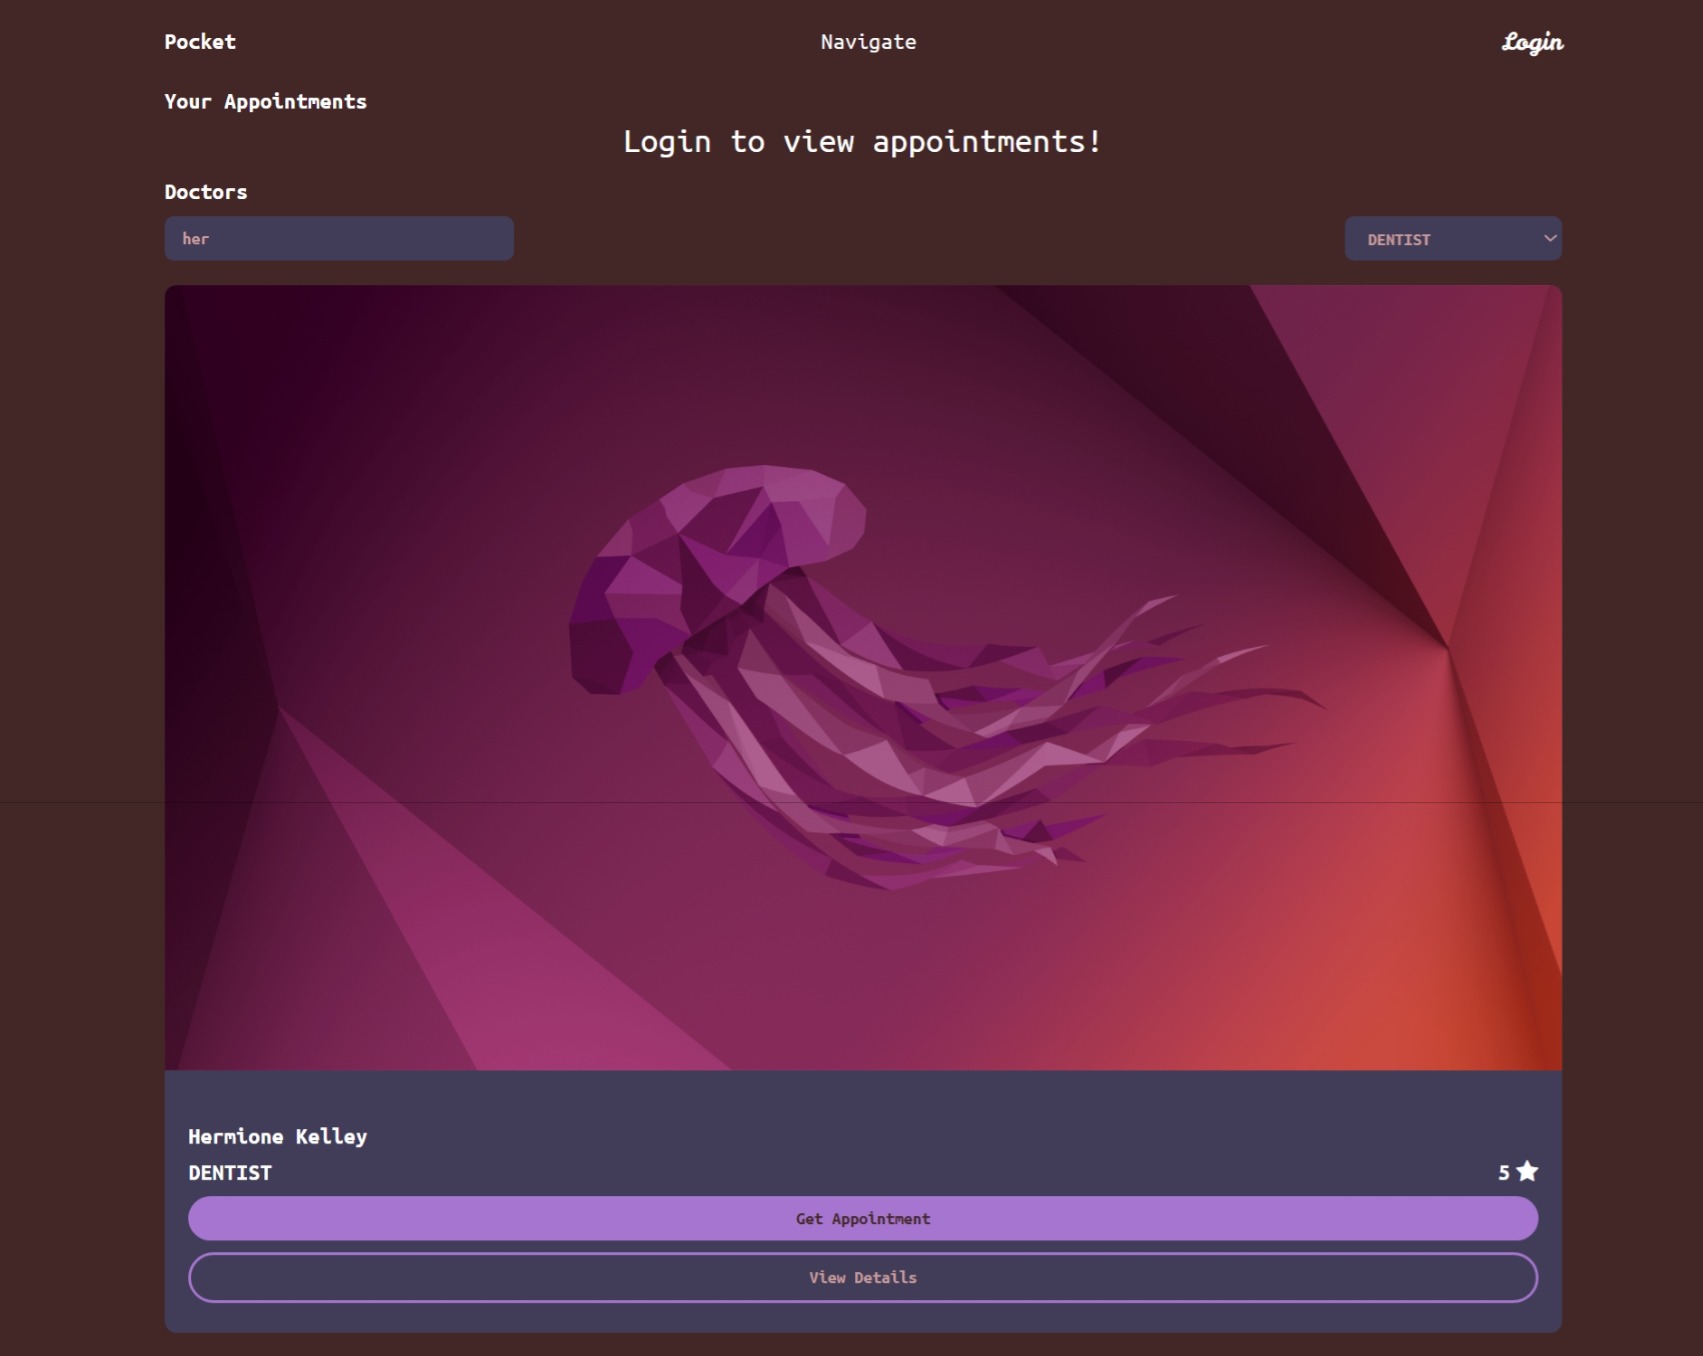 Pocket
Navigate
Login
Your Appointments
Login to view appointments!
Doctors
her
DENTIST
Hermione Kelley
DENTIST
5
Get Appointment
View Details